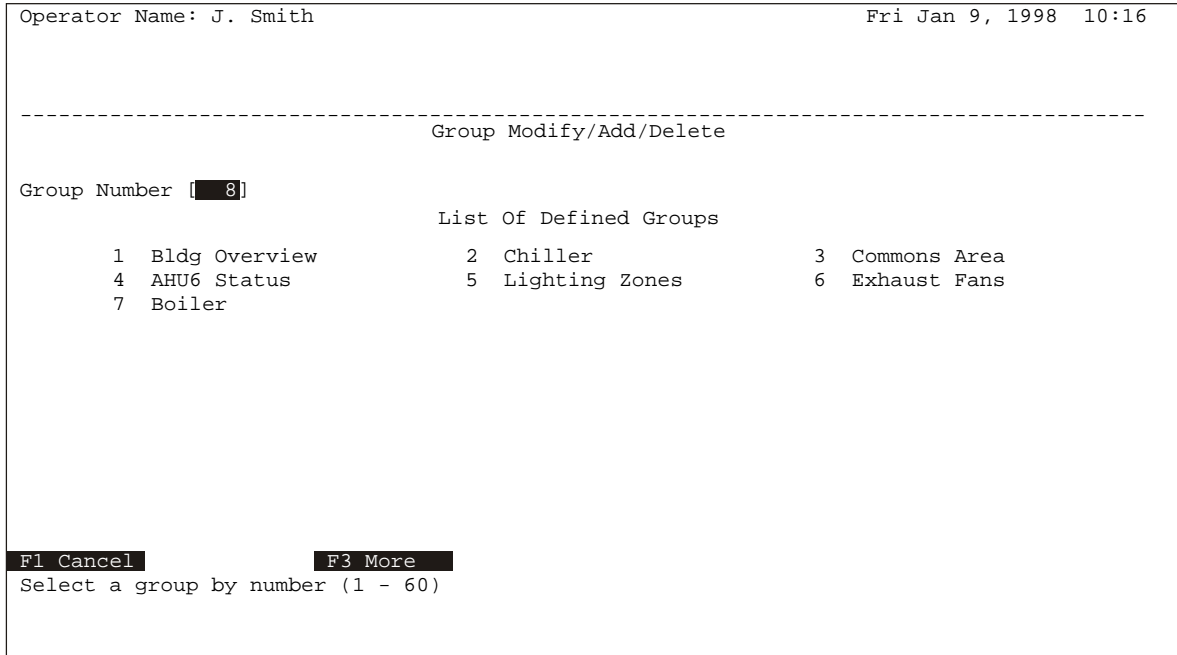 Operator Name: J. Smith Fri Jan 9, 1998 10:16
----------------------------------------------------------------------------------------
Group Modify/Add/Delete
Group Number [ 8]
List Of Defined Groups
1 Bldg Overview 2 Chiller 3 Commons Area
4 AHU6 Status 5 Lighting Zones 6 Exhaust Fans
7 Boiler
F1 Cancel F3 More
Select a group by number (1 - 60)